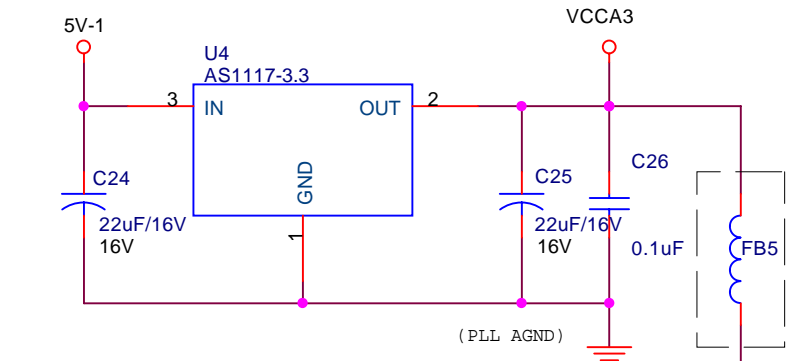 5V-1
VCCA3
U4
AS1117-3.3
3
IN
OUT
2
GND
1
C24
22uF/16V
16V
C25
22uF/16V
16V
C26
0.1uF
FB5
(PLL AGND)